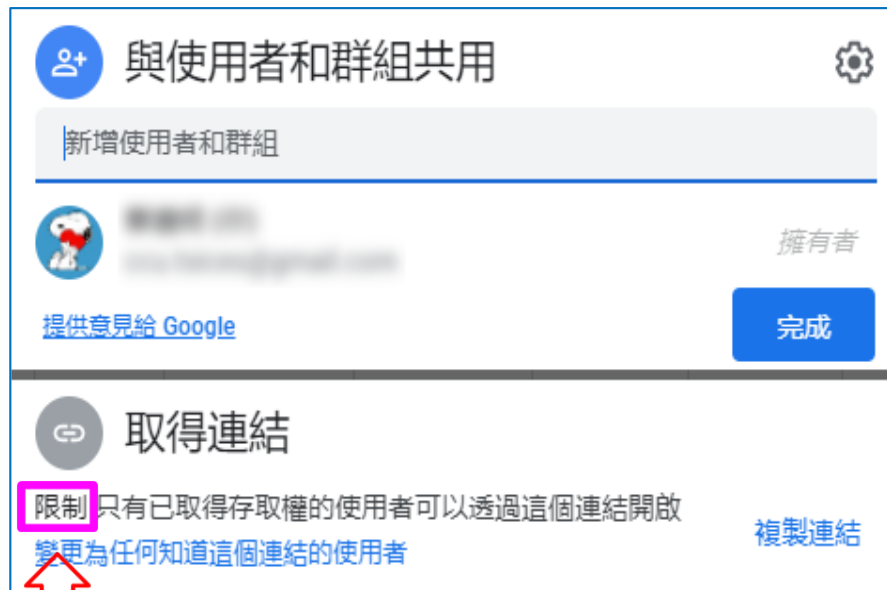 與使用者和群組共用
新增使用者和群組
擁有者
提供意見給 Google
完成
取得連結
限制 只有已取得存取權的使用者可以透過這個連結開啟
變更為任何知道這個連結的使用者
複製連結